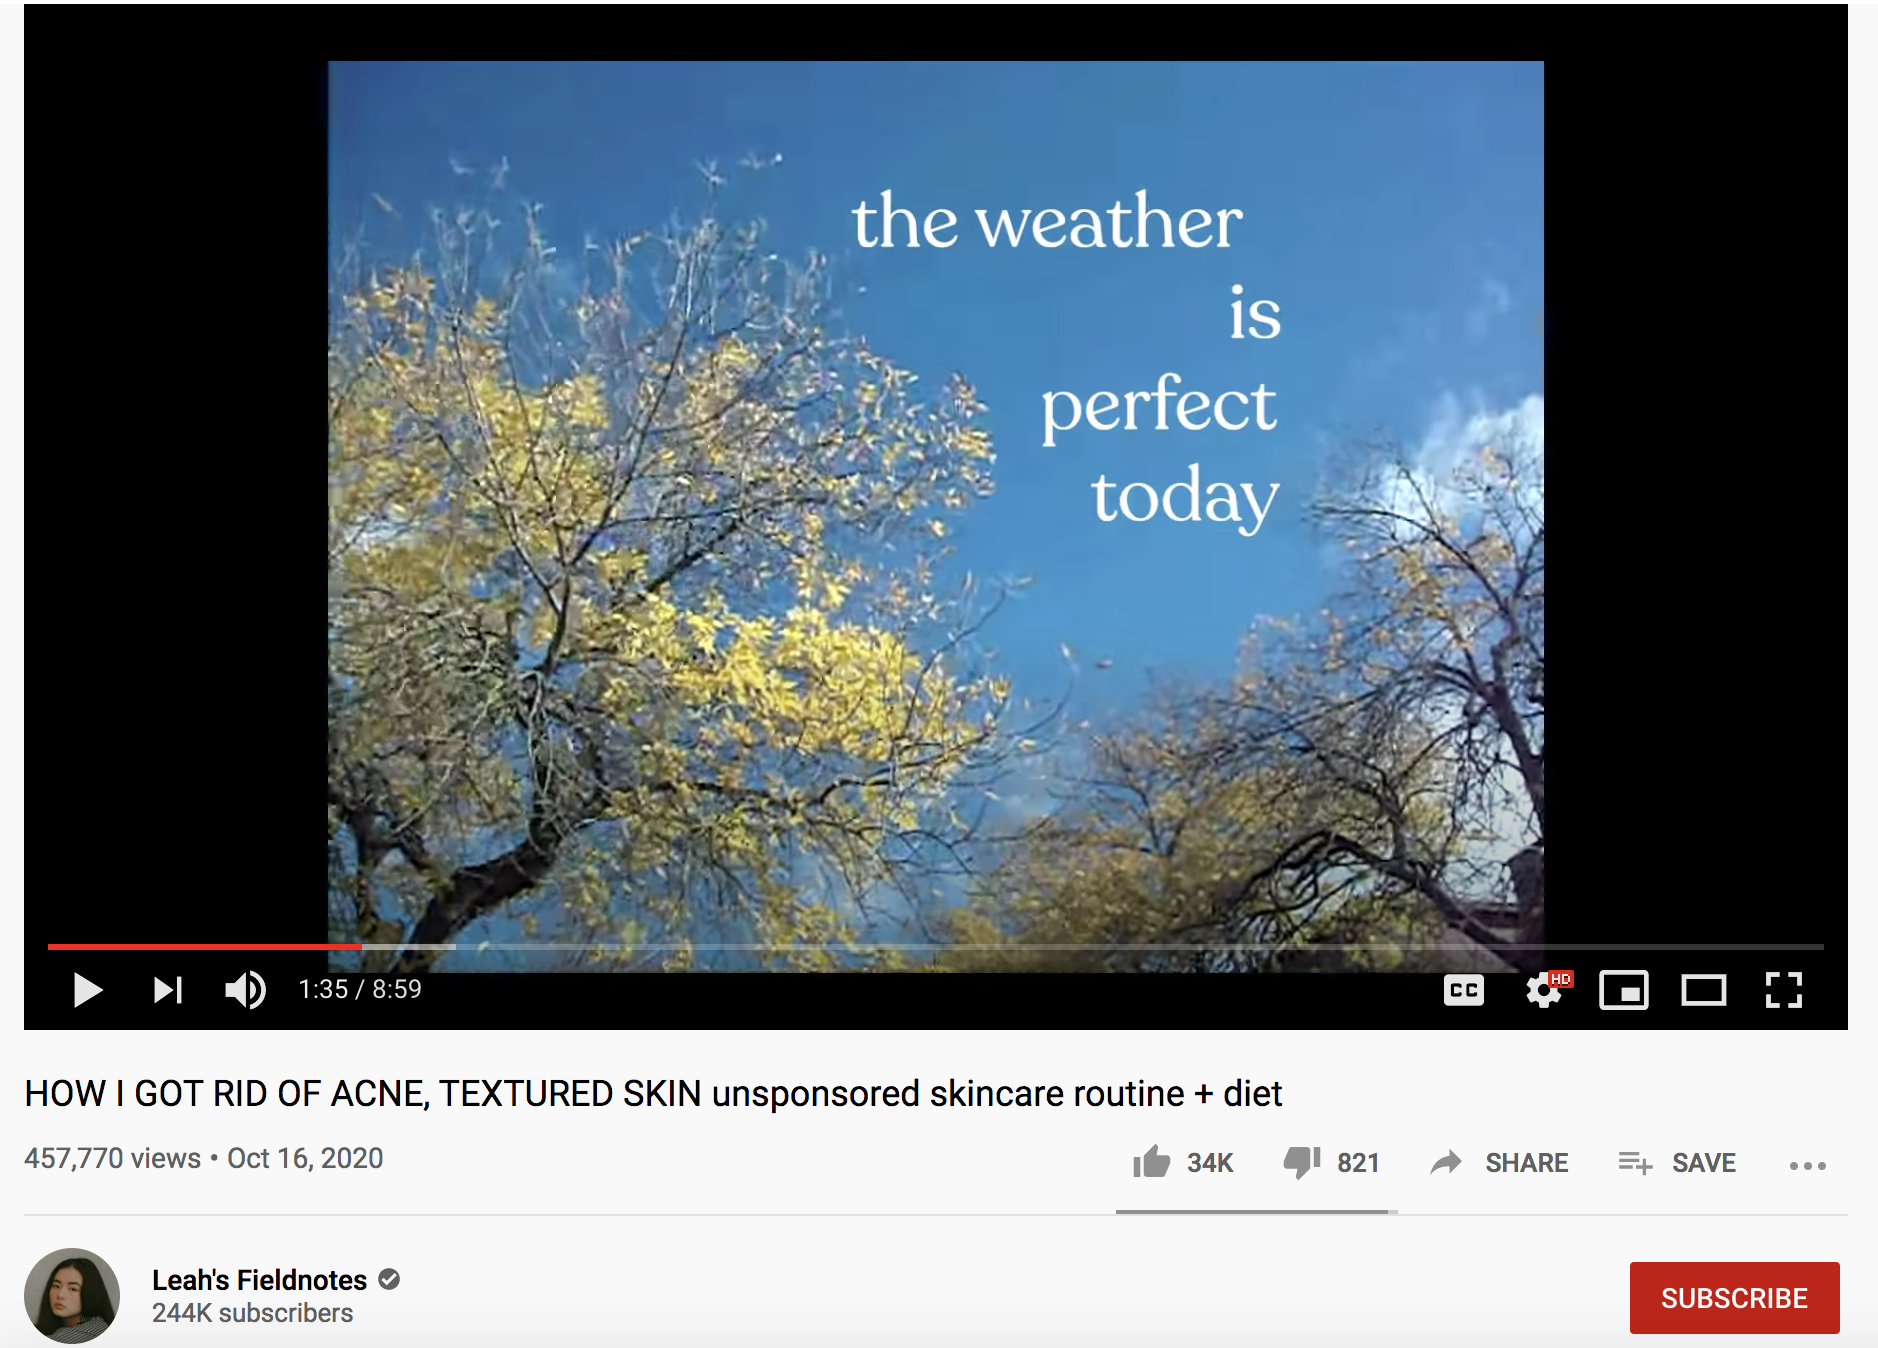 the weather
is
perfect
today
1:35 / 8:59
CC
HD
HOW I GOT RID OF ACNE, TEXTURED SKIN unsponsored skincare routine + diet
457,770 views • Oct 16, 2020
34K
821
SHARE
SAVE
Leah's Fieldnotes
244K subscribers
SUBSCRIBE